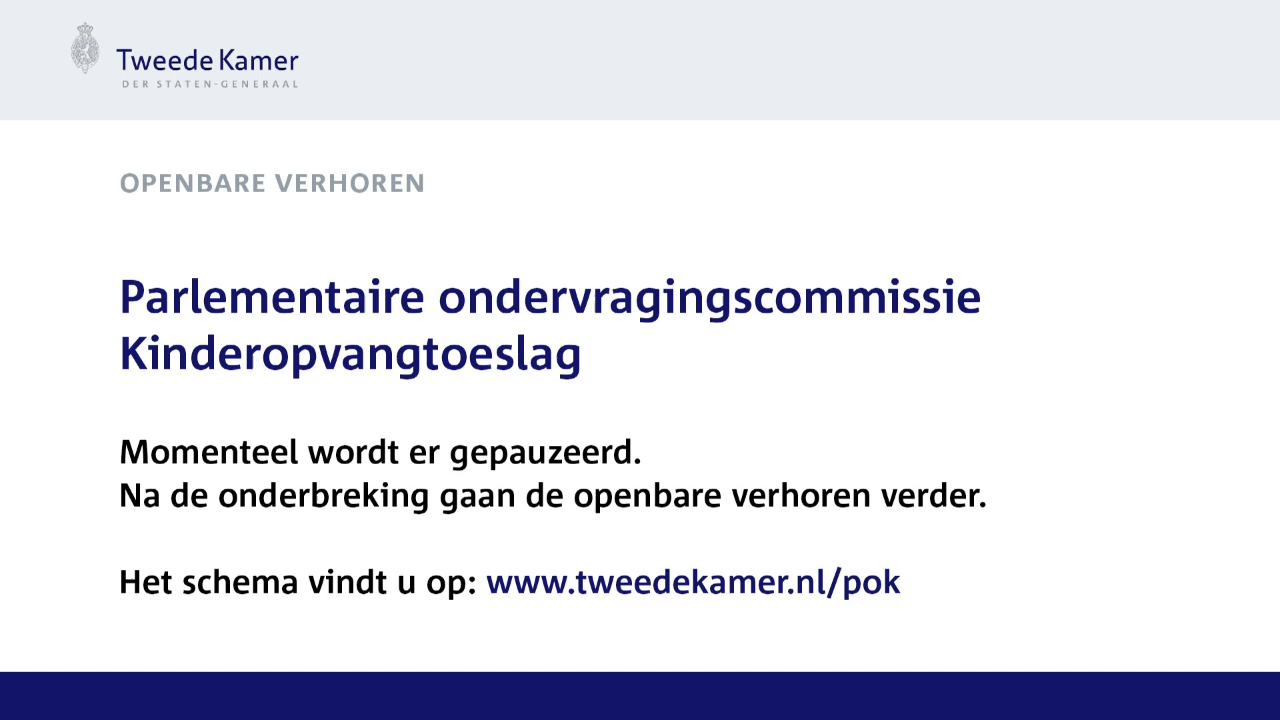 Tweede Kamer
DER STATEN-GENERAAL
OPENBARE VERHOREN
Parlementaire ondervragingscommissie
Kinderopvangtoeslag
Momenteel wordt er gepauzeerd.
Na de onderbreking gaan de openbare verhoren verder.
Het schema vindt u op: www.tweedekamer.nl/pok